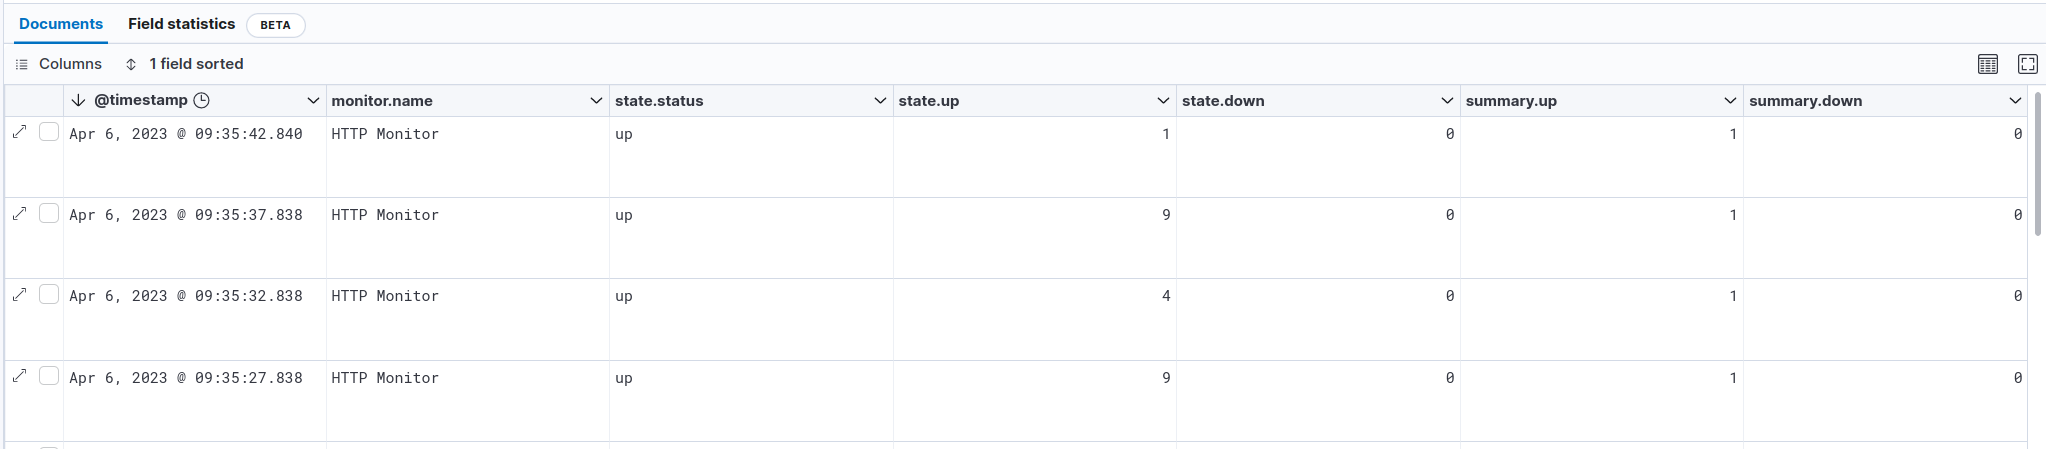 Documents Field statistics BETA
Columns 1 field sorted
@timestamp monitor.name state.status state.up state.down summary.up summary.down
Apr 6, 2023 @ 09:35:42.840 HTTP Monitor up 1 0 1 0
Apr 6, 2023 @ 09:35:37.838 HTTP Monitor up 9 0 1 0
Apr 6, 2023 @ 09:35:32.838 HTTP Monitor up 4 0 1 0
Apr 6, 2023 @ 09:35:27.838 HTTP Monitor up 9 0 1 0